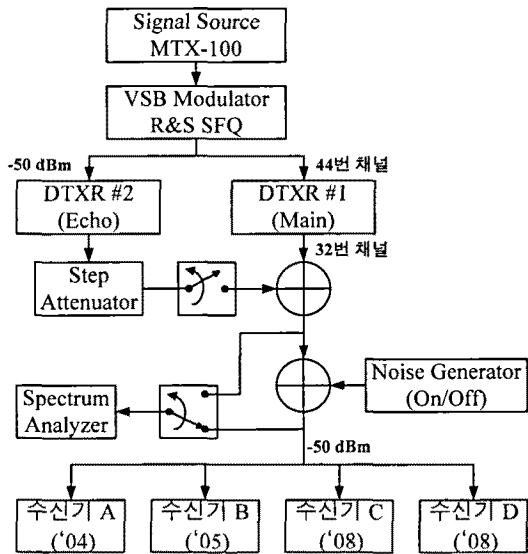 Signal Source
MTX-100
VSB Modulator
R&S SFQ
-50 dBm
44번 채널
DTXR #2
(Echo)
DTXR #1
(Main)
32번 채널
Step
Attenuator
Spectrum
Analyzer
Noise Generator
(On/Off)
-50 dBm
수신기 A
(‘04)
수신기 B
(‘05)
수신기 C
(‘08)
수신기 D
(‘08)